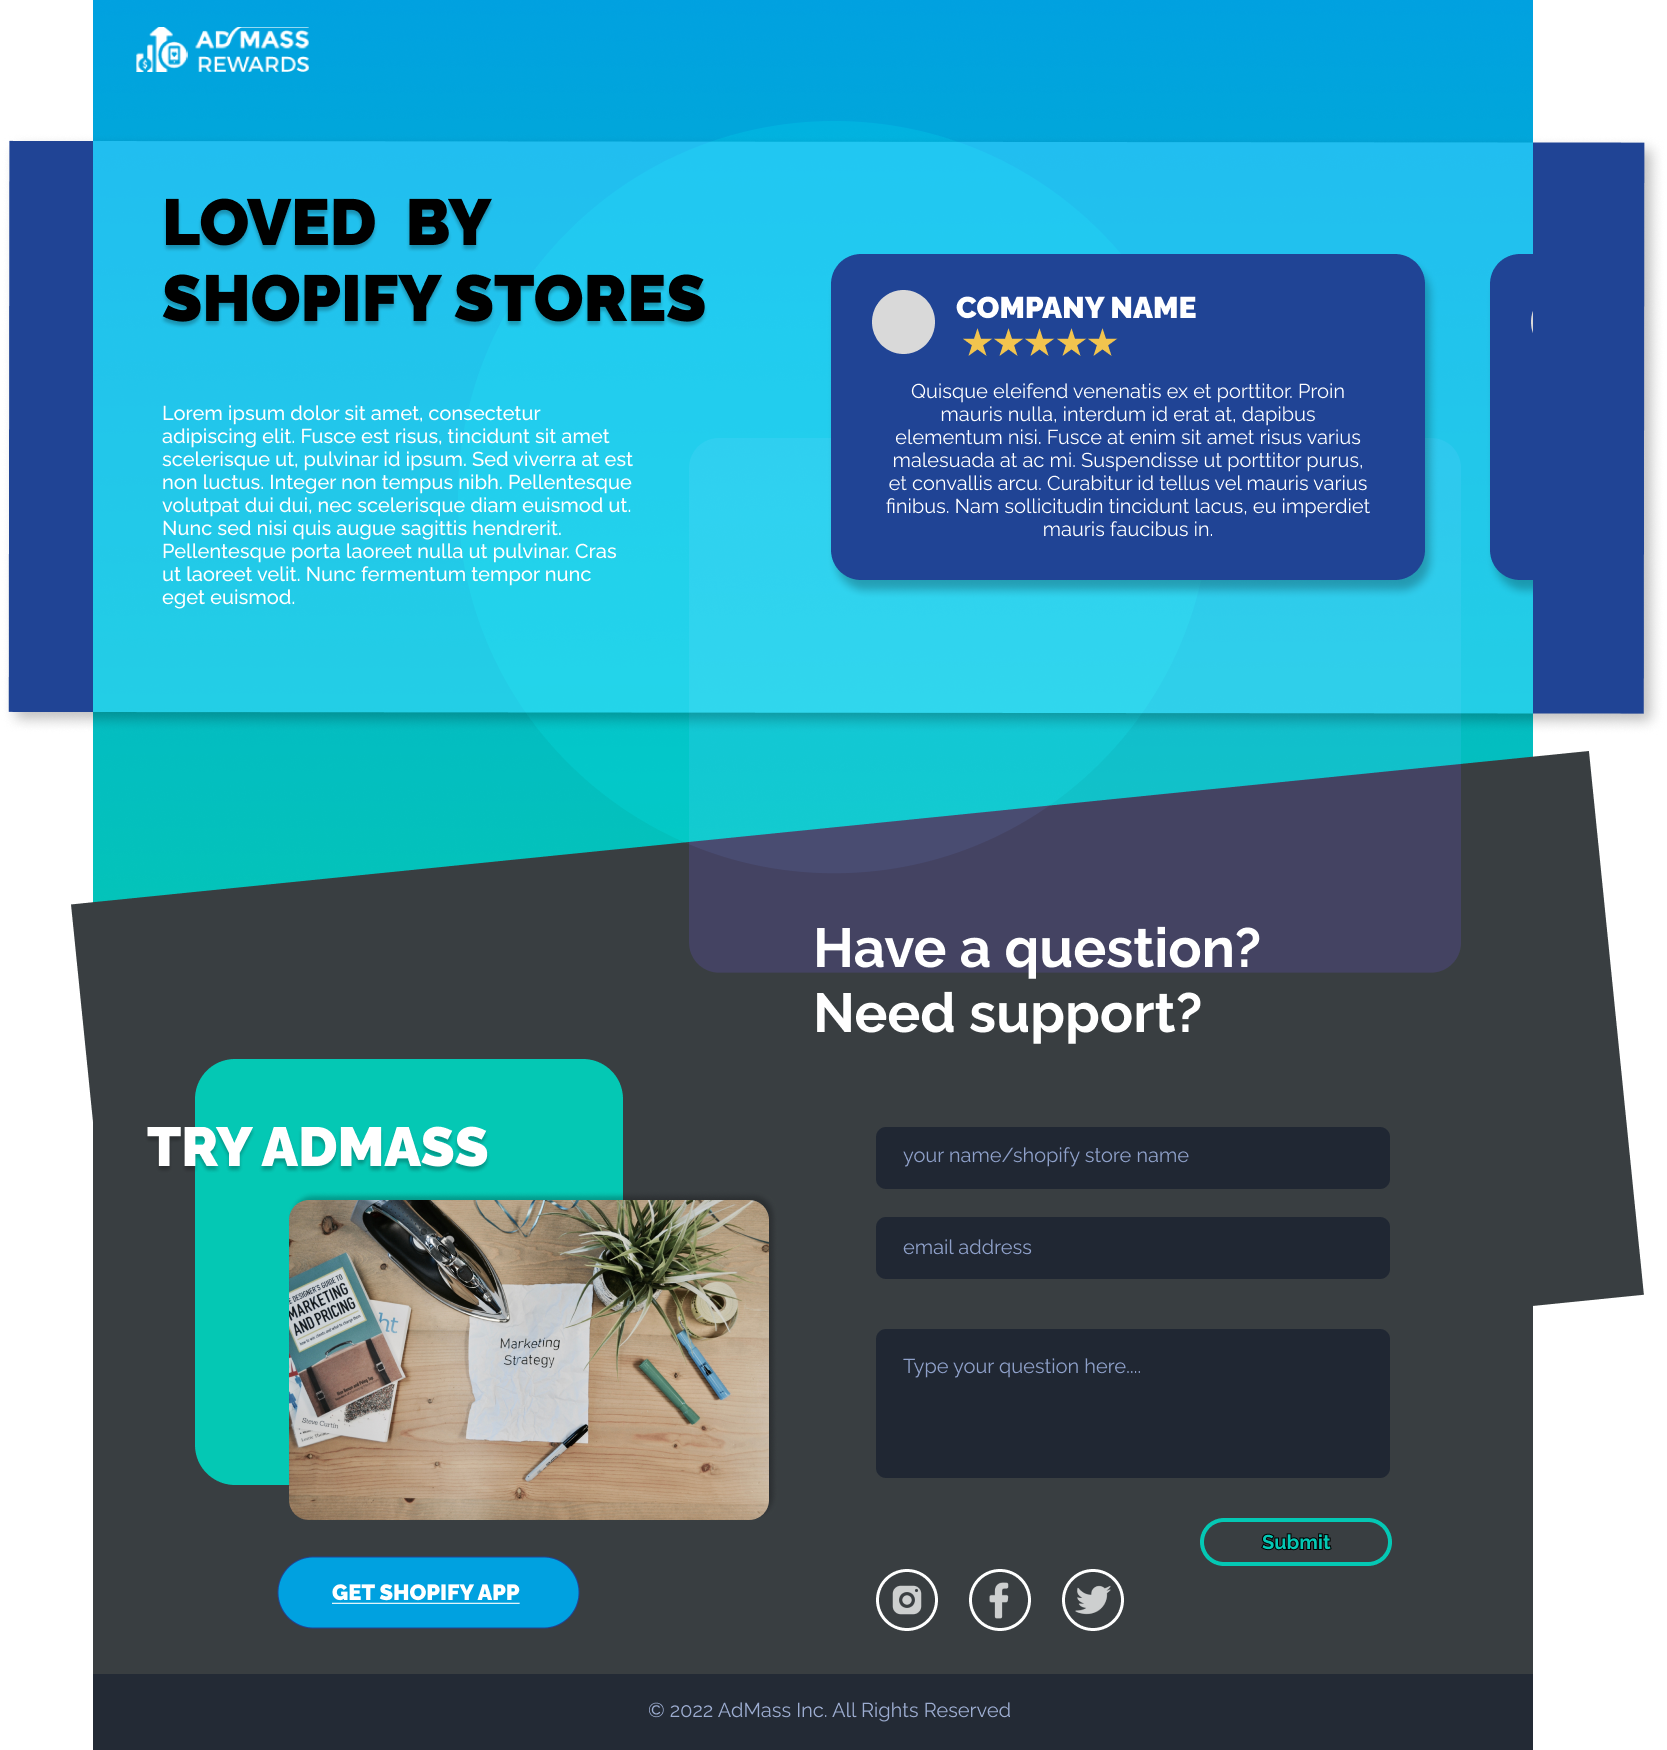 AD/MASS
REWARDS
LOVED BY
SHOPIFY STORES
Lorem ipsum dolor sit amet, consectetur
adipiscing elit. Fusce est risus, tincidunt sit amet
scelerisque ut, pulvinar id ipsum. Sed viverra at est
non luctus. Integer non tempus nibh. Pellentesque
volutpat dui dui, nec scelerisque diam euismod ut.
Nunc sed nisi quis augue sagittis hendrerit.
Pellentesque porta laoreet nulla ut pulvinar. Cras
ut laoreet velit. Nunc fermentum tempor nunc
eget euismod.
COMPANY NAME
Quisque eleifend venenatis ex et porttitor. Proin
mauris nulla, interdum id erat at, dapibus
elementum nisi. Fusce at enim sit amet risus varius
malesuada at ac mi. Suspendisse ut porttitor purus,
et convallis arcu. Curabitur id tellus vel mauris varius
finibus. Nam sollicitudin tincidunt lacus, eu imperdiet
mauris faucibus in.
Have a question?
Need support?
TRY ADMASS
DESIGNER'S GUIDE TO
MARKETING
AND PRICING
ht
Steve Curtin
Marketing
Strategy
GET SHOPIFY APP
your name/shopify store name
email address
Type your question here....
Submit
© 2022 AdMass Inc. All Rights Reserved